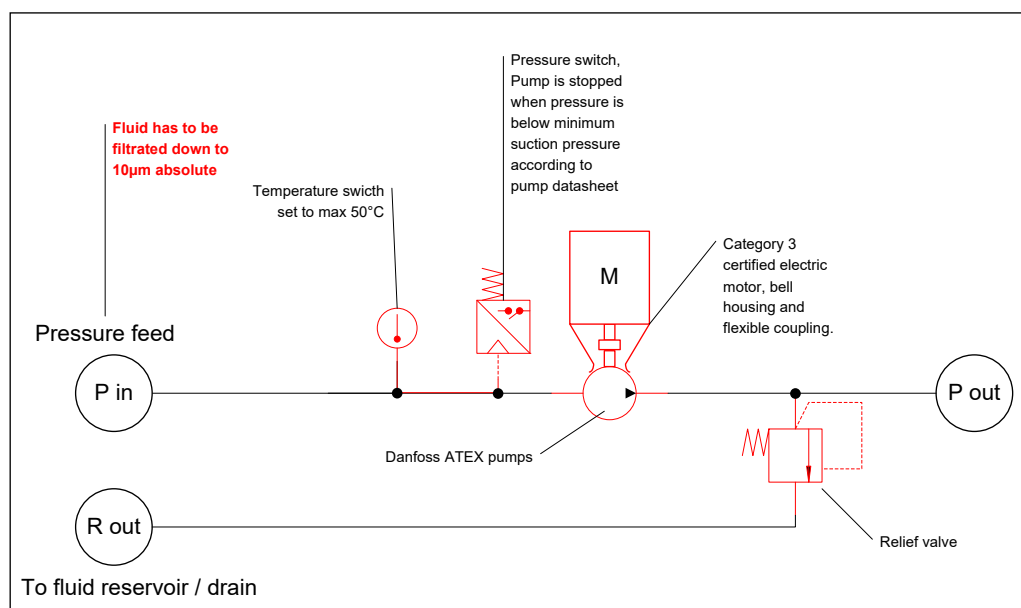 Pressure switch,
Pump is stopped
when pressure is
below minimum
suction pressure
according to
pump datasheet
Fluid has to be
filtrated down to
10µm absolute
Temperature swicth
set to max 50°C
Category 3
certified electric
motor, bell
housing and
flexible coupling.
M
Pressure feed
P in
P out
Danfoss ATEX pumps
R out
Relief valve
To fluid reservoir / drain